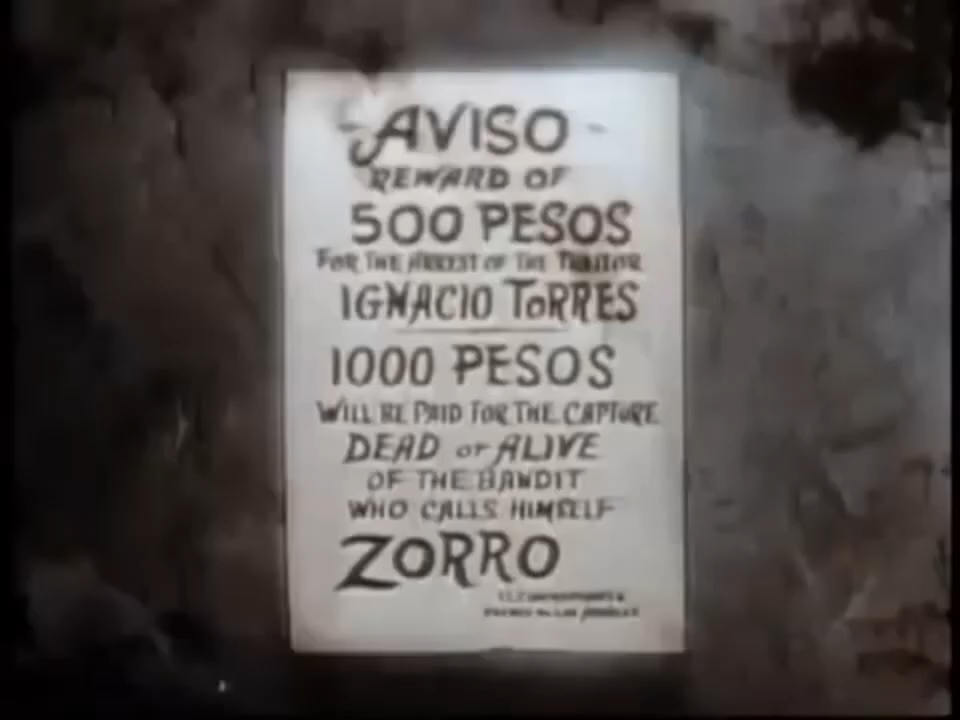 AVISO
REWARD OF
500 PESOS
FOR THE ARREST OF THE TRAITOR
IGNACIO TORRES
1000 PESOS
WILL BE PAID FOR THE CAPTURE
DEAD or ALIVE
OF THE BANDIT
WHO CALLS HIMSELF
ZORRO